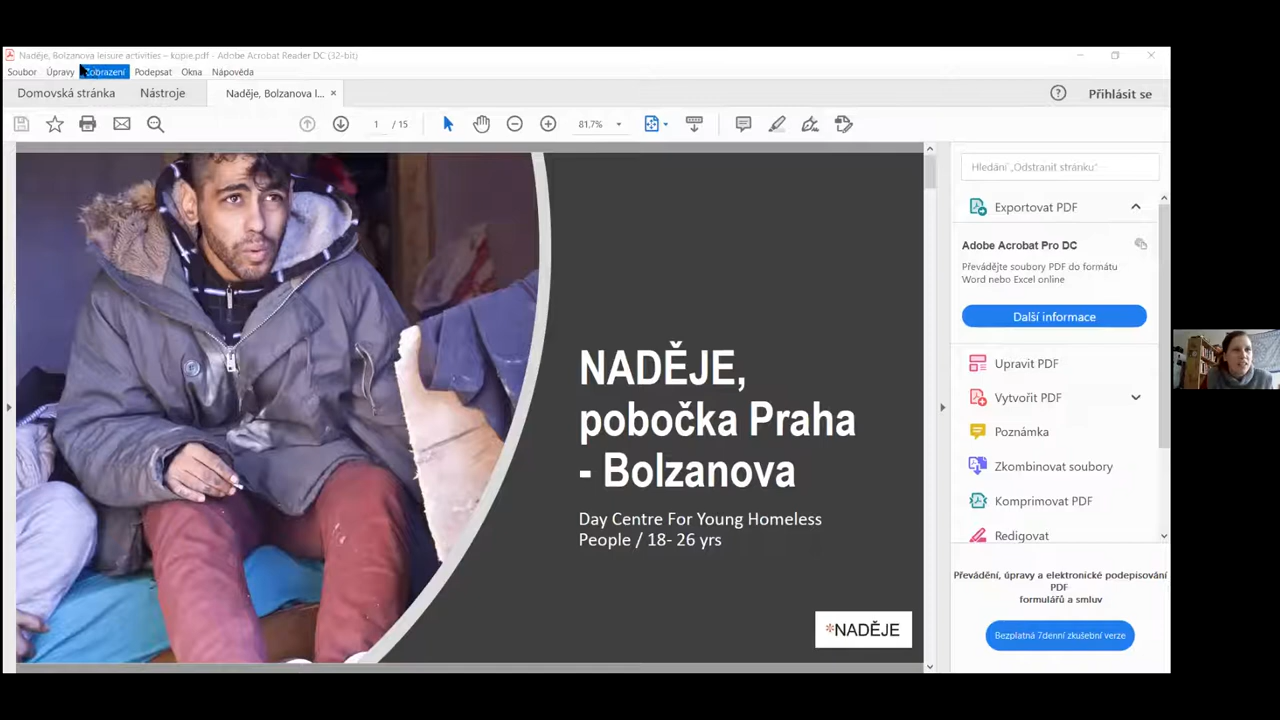 Naděje, Bolzanova leisure activities – kopie.pdf - Adobe Acrobat Reader DC (32-bit)
Soubor Úpravy Zobrazení Podepsat Okna Nápověda
Domovská stránka Nástroje Naděje, Bolzanova l... × Přihlásit se
1 / 15 81,7%
Hledání „Odstranit stránku“
Exportovat PDF
Adobe Acrobat Pro DC
Převádějte soubory PDF do formátu
Word nebo Excel online
Další informace
Upravit PDF
Vytvořit PDF
Poznámka
Zkombinovat soubory
Komprimovat PDF
Redigovat
Převádění, úpravy a elektronické podepisování
PDF
formulářů a smluv
Bezplatná 7denní zkušební verze
NADĚJE,
pobočka Praha
- Bolzanova
Day Centre For Young Homeless
People / 18- 26 yrs
*NADĚJE